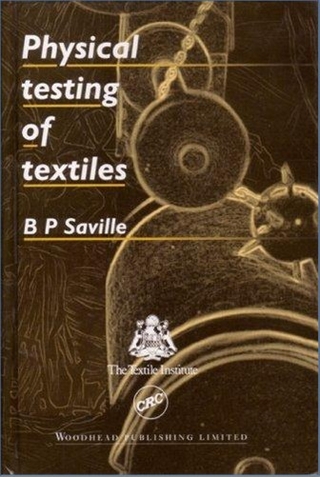 Physical
testing
of
textiles
B P Saville
The Textile Institute
CRC
WOODHEAD PUBLISHING LIMITED